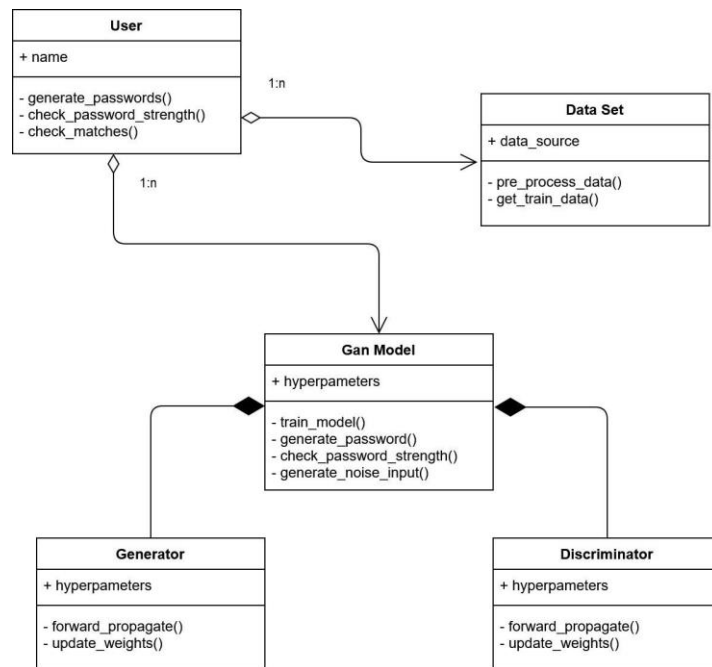 User
+ name
- generate_passwords()
- check_password_strength()
- check_matches()
1:n
1:n
Data Set
+ data_source
- pre_process_data()
- get_train_data()
Gan Model
+ hyperpameters
- train_model()
- generate_password()
- check_password_strength()
- generate_noise_input()
Generator
+ hyperpameters
- forward_propagate()
- update_weights()
Discriminator
+ hyperpameters
- forward_propagate()
- update_weights()